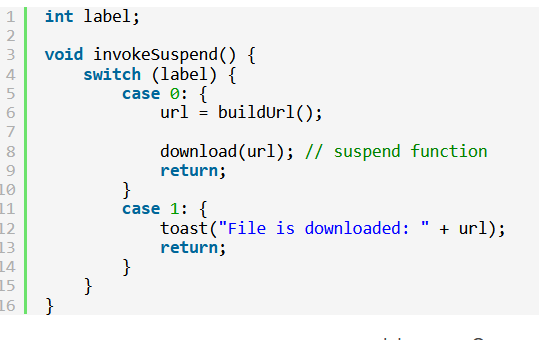 1 int label;
2
3 void invokeSuspend() {
4     switch (label) {
5         case 0: {
6             url = buildUrl();
7
8             download(url); // suspend function
9             return;
10         }
11         case 1: {
12             toast("File is downloaded: " + url);
13             return;
14         }
15     }
16 }